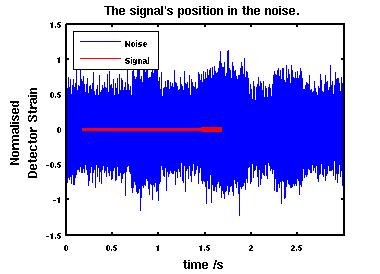 The signal's position in the noise.
1.5
Noise
Signal
1
0.5
0
-0.5
-1
-1.5
Normalised
Detector Strain
0 0.5 1 1.5 2 2.5
time /s